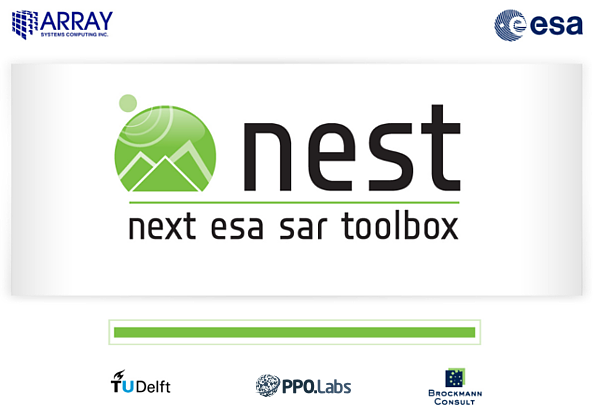 ARRAY
SYSTEMS COMPUTING INC.
esa
nest
next esa sar toolbox
TUDelft
PPO.Labs
BROCKMANN
CONSULT